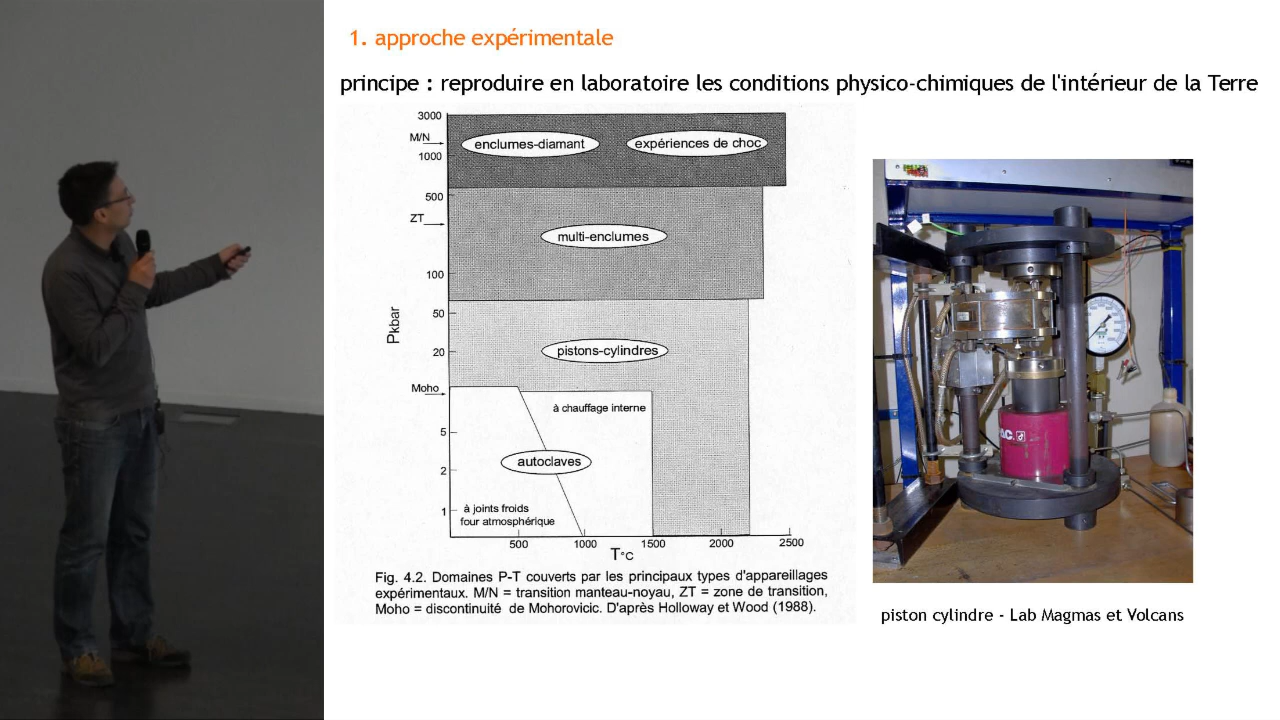 1. approche expérimentale
principe : reproduire en laboratoire les conditions physico-chimiques de l'intérieur de la Terre
3000
M/N
1000
500
ZT
100
50
20
Moho
5
2
1
Pkbar
enclumes-diamant
expériences de choc
multi-enclumes
pistons-cylindres
à chauffage interne
autoclaves
à joints froids
four atmosphérique
500
1000
1500
2000
2500
T°C
Fig. 4.2. Domaines P-T couverts par les principaux types d'appareillages
expérimentaux. M/N = transition manteau-noyau, ZT = zone de transition,
Moho = discontinuité de Mohorovicic. D'après Holloway et Wood (1988).
piston cylindre - Lab Magmas et Volcans